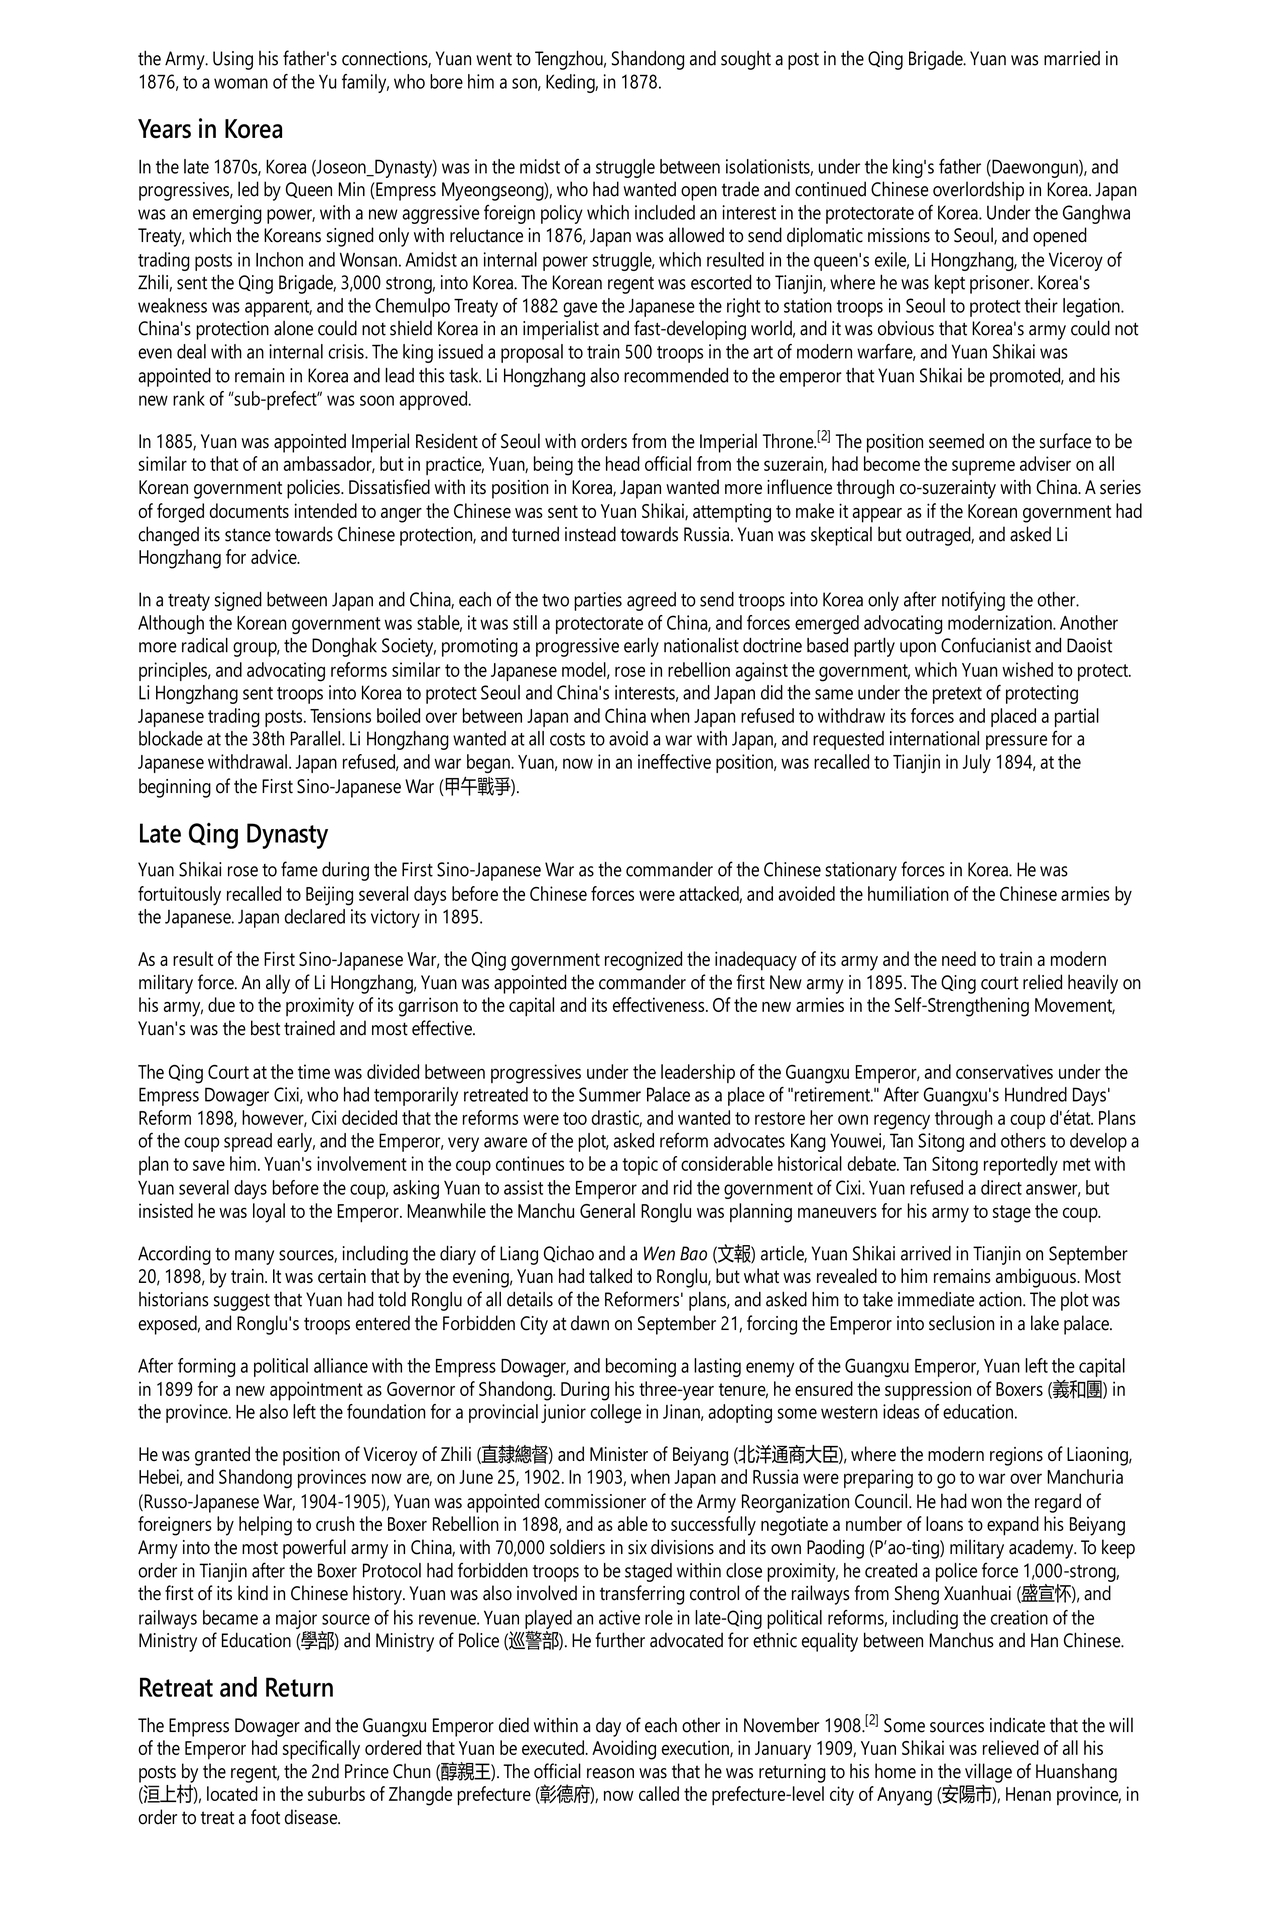 the Army. Using his father's connections, Yuan went to Tengzhou, Shandong and sought a post in the Qing Brigade. Yuan was married in
1876, to a woman of the Yu family, who bore him a son, Keding, in 1878.
Years in Korea
In the late 1870s, Korea (Joseon_Dynasty) was in the midst of a struggle between isolationists, under the king's father (Daewongun), and
progressives, led by Queen Min (Empress Myeongseong), who had wanted open trade and continued Chinese overlordship in Korea. Japan
was an emerging power, with a new aggressive foreign policy which included an interest in the protectorate of Korea. Under the Ganghwa
Treaty, which the Koreans signed only with reluctance in 1876, Japan was allowed to send diplomatic missions to Seoul, and opened
trading posts in Inchon and Wonsan. Amidst an internal power struggle, which resulted in the queen's exile, Li Hongzhang, the Viceroy of
Zhili, sent the Qing Brigade, 3,000 strong, into Korea. The Korean regent was escorted to Tianjin, where he was kept prisoner. Korea's
weakness was apparent, and the Chemulpo Treaty of 1882 gave the Japanese the right to station troops in Seoul to protect their legation.
China's protection alone could not shield Korea in an imperialist and fast-developing world, and it was obvious that Korea's army could not
even deal with an internal crisis. The king issued a proposal to train 500 troops in the art of modern warfare, and Yuan Shikai was
appointed to remain in Korea and lead this task. Li Hongzhang also recommended to the emperor that Yuan Shikai be promoted, and his
new rank of “sub-prefect” was soon approved.
In 1885, Yuan was appointed Imperial Resident of Seoul with orders from the Imperial Throne.[2] The position seemed on the surface to be
similar to that of an ambassador, but in practice, Yuan, being the head official from the suzerain, had become the supreme adviser on all
Korean government policies. Dissatisfied with its position in Korea, Japan wanted more influence through co-suzerainty with China. A series
of forged documents intended to anger the Chinese was sent to Yuan Shikai, attempting to make it appear as if the Korean government had
changed its stance towards Chinese protection, and turned instead towards Russia. Yuan was skeptical but outraged, and asked Li
Hongzhang for advice.
In a treaty signed between Japan and China, each of the two parties agreed to send troops into Korea only after notifying the other.
Although the Korean government was stable, it was still a protectorate of China, and forces emerged advocating modernization. Another
more radical group, the Donghak Society, promoting a progressive early nationalist doctrine based partly upon Confucianist and Daoist
principles, and advocating reforms similar to the Japanese model, rose in rebellion against the government, which Yuan wished to protect.
Li Hongzhang sent troops into Korea to protect Seoul and China's interests, and Japan did the same under the pretext of protecting
Japanese trading posts. Tensions boiled over between Japan and China when Japan refused to withdraw its forces and placed a partial
blockade at the 38th Parallel. Li Hongzhang wanted at all costs to avoid a war with Japan, and requested international pressure for a
Japanese withdrawal. Japan refused, and war began. Yuan, now in an ineffective position, was recalled to Tianjin in July 1894, at the
beginning of the First Sino-Japanese War (甲午戰爭).
Late Qing Dynasty
Yuan Shikai rose to fame during the First Sino-Japanese War as the commander of the Chinese stationary forces in Korea. He was
fortuitously recalled to Beijing several days before the Chinese forces were attacked, and avoided the humiliation of the Chinese armies by
the Japanese. Japan declared its victory in 1895.
As a result of the First Sino-Japanese War, the Qing government recognized the inadequacy of its army and the need to train a modern
military force. An ally of Li Hongzhang, Yuan was appointed the commander of the first New army in 1895. The Qing court relied heavily on
his army, due to the proximity of its garrison to the capital and its effectiveness. Of the new armies in the Self-Strengthening Movement,
Yuan's was the best trained and most effective.
The Qing Court at the time was divided between progressives under the leadership of the Guangxu Emperor, and conservatives under the
Empress Dowager Cixi, who had temporarily retreated to the Summer Palace as a place of "retirement." After Guangxu's Hundred Days'
Reform 1898, however, Cixi decided that the reforms were too drastic, and wanted to restore her own regency through a coup d'état. Plans
of the coup spread early, and the Emperor, very aware of the plot, asked reform advocates Kang Youwei, Tan Sitong and others to develop a
plan to save him. Yuan's involvement in the coup continues to be a topic of considerable historical debate. Tan Sitong reportedly met with
Yuan several days before the coup, asking Yuan to assist the Emperor and rid the government of Cixi. Yuan refused a direct answer, but
insisted he was loyal to the Emperor. Meanwhile the Manchu General Ronglu was planning maneuvers for his army to stage the coup.
According to many sources, including the diary of Liang Qichao and a Wen Bao (文報) article, Yuan Shikai arrived in Tianjin on September
20, 1898, by train. It was certain that by the evening, Yuan had talked to Ronglu, but what was revealed to him remains ambiguous. Most
historians suggest that Yuan had told Ronglu of all details of the Reformers' plans, and asked him to take immediate action. The plot was
exposed, and Ronglu's troops entered the Forbidden City at dawn on September 21, forcing the Emperor into seclusion in a lake palace.
After forming a political alliance with the Empress Dowager, and becoming a lasting enemy of the Guangxu Emperor, Yuan left the capital
in 1899 for a new appointment as Governor of Shandong. During his three-year tenure, he ensured the suppression of Boxers (義和團) in
the province. He also left the foundation for a provincial junior college in Jinan, adopting some western ideas of education.
He was granted the position of Viceroy of Zhili (直隸總督) and Minister of Beiyang (北洋通商大臣), where the modern regions of Liaoning,
Hebei, and Shandong provinces now are, on June 25, 1902. In 1903, when Japan and Russia were preparing to go to war over Manchuria
(Russo-Japanese War, 1904-1905), Yuan was appointed commissioner of the Army Reorganization Council. He had won the regard of
foreigners by helping to crush the Boxer Rebellion in 1898, and as able to successfully negotiate a number of loans to expand his Beiyang
Army into the most powerful army in China, with 70,000 soldiers in six divisions and its own Paoding (P’ao-ting) military academy. To keep
order in Tianjin after the Boxer Protocol had forbidden troops to be staged within close proximity, he created a police force 1,000-strong,
the first of its kind in Chinese history. Yuan was also involved in transferring control of the railways from Sheng Xuanhuai (盛宣怀), and
railways became a major source of his revenue. Yuan played an active role in late-Qing political reforms, including the creation of the
Ministry of Education (學部) and Ministry of Police (巡警部). He further advocated for ethnic equality between Manchus and Han Chinese.
Retreat and Return
The Empress Dowager and the Guangxu Emperor died within a day of each other in November 1908.[2] Some sources indicate that the will
of the Emperor had specifically ordered that Yuan be executed. Avoiding execution, in January 1909, Yuan Shikai was relieved of all his
posts by the regent, the 2nd Prince Chun (醇親王). The official reason was that he was returning to his home in the village of Huanshang
(洹上村), located in the suburbs of Zhangde prefecture (彰德府), now called the prefecture-level city of Anyang (安陽市), Henan province, in
order to treat a foot disease.